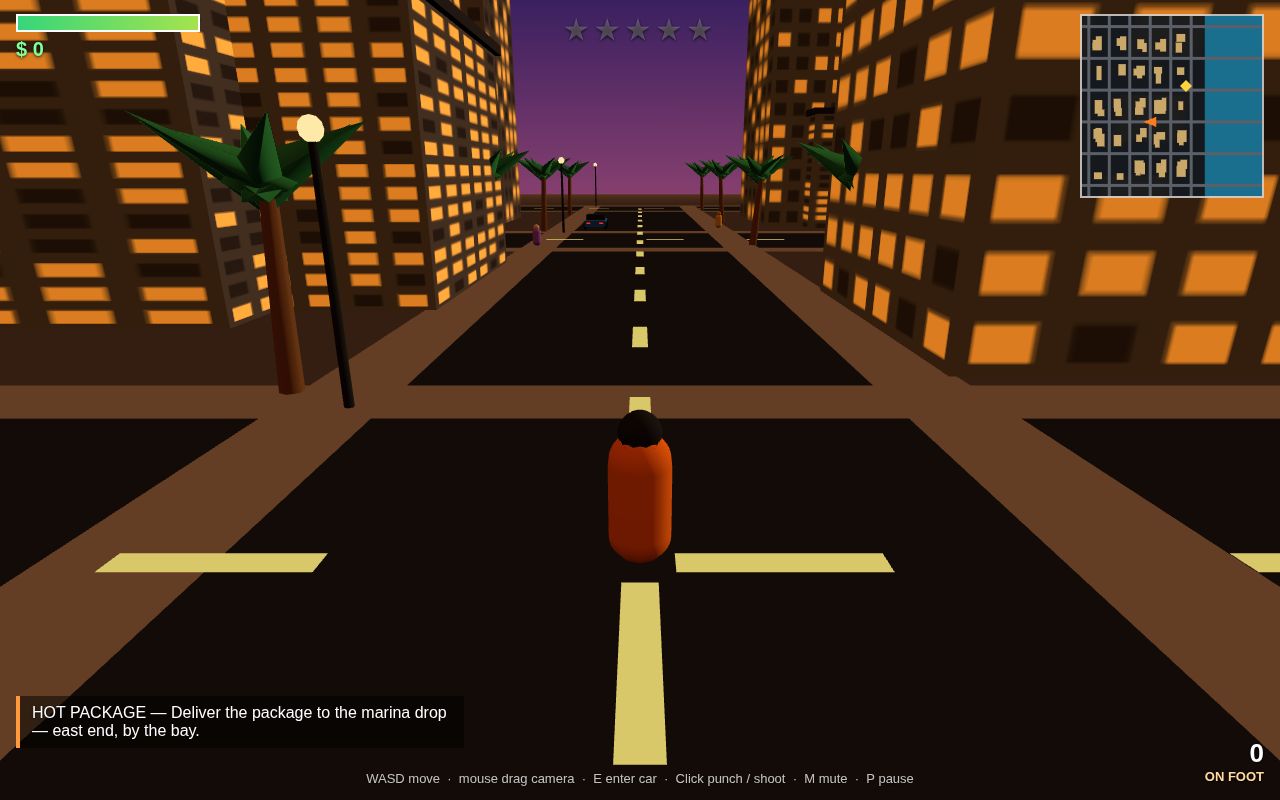 $ 0
HOT PACKAGE — Deliver the package to the marina drop
— east end, by the bay.
0
ON FOOT
WASD move · mouse drag camera · E enter car · Click punch / shoot · M mute · P pause